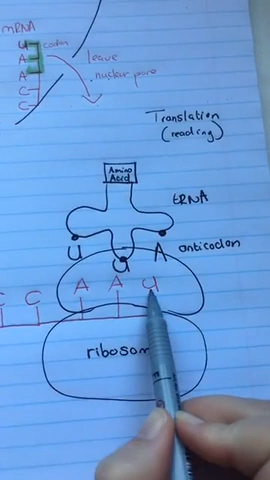 mRNA
U codon
A leave
A nuclear pore
C
C
Translation
(reading)
Amino
Acid
tRNA
U U A anticodon
C C A A U
ribosom